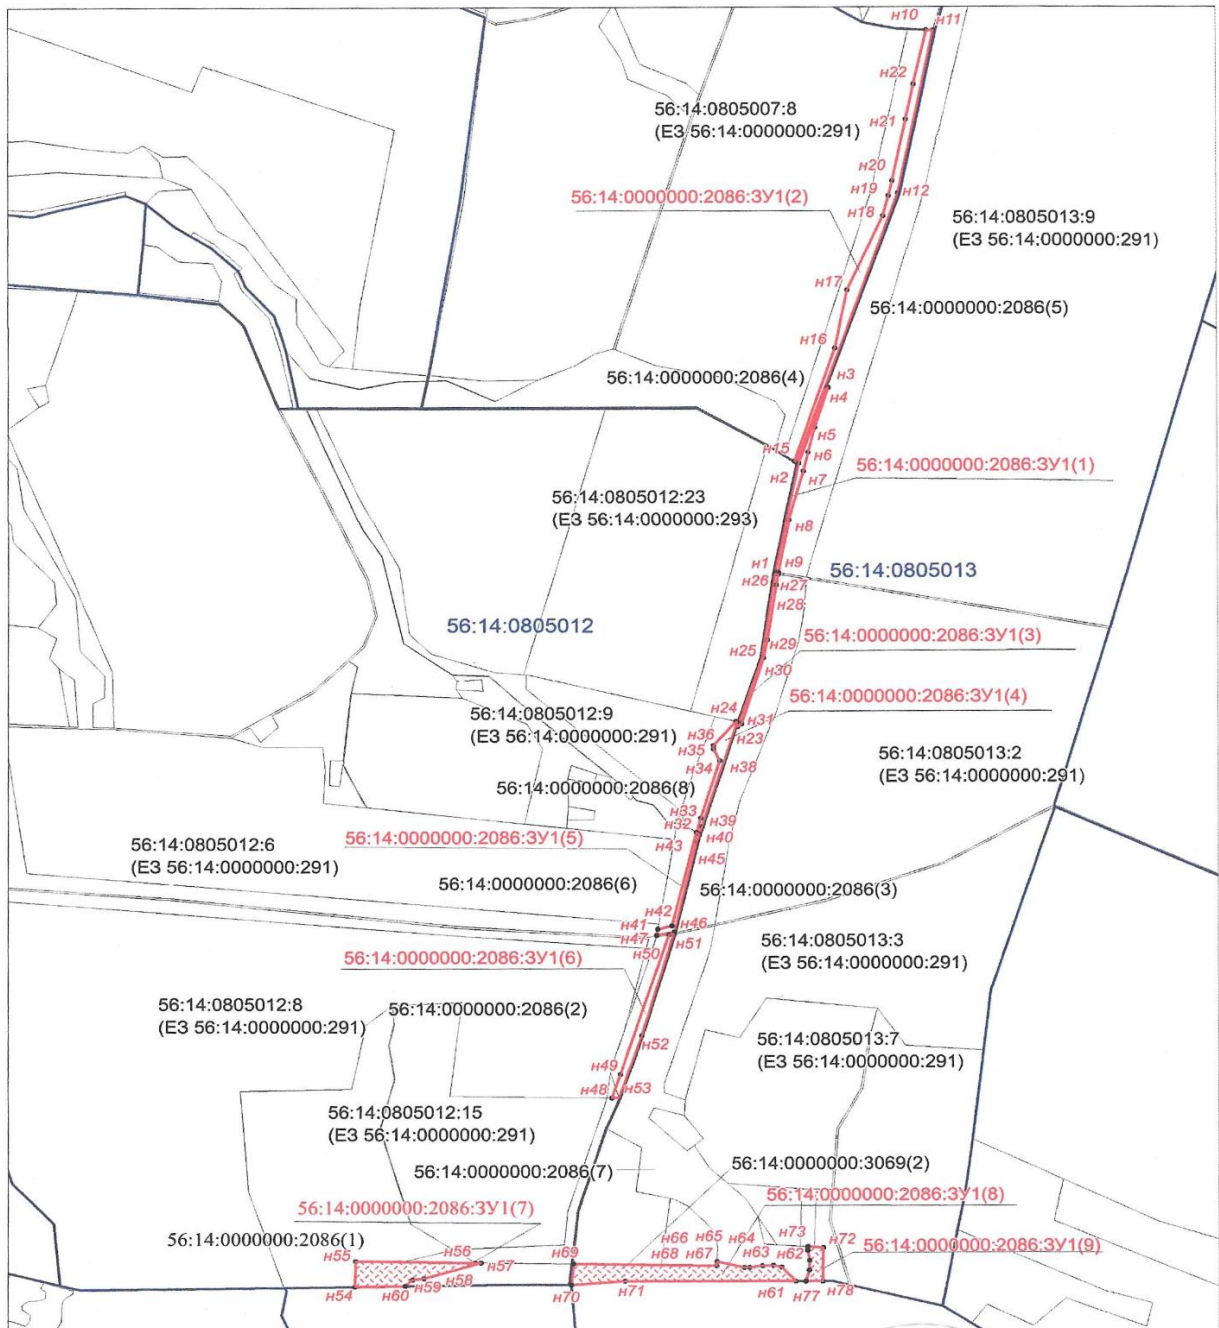 н10
н11
н22
56:14:0805007:8
(ЕЗ 56:14:0000000:291)
н21
н20
56:14:0000000:2086:ЗУ1(2)
н19
н12
н18
56:14:0805013:9
(ЕЗ 56:14:0000000:291)
н17
56:14:0000000:2086(5)
н16
н3
56:14:0000000:2086(4)
н4
н5
н15
н6
н2
н7
56:14:0000000:2086:ЗУ1(1)
56:14:0805012:23
(ЕЗ 56:14:0000000:293)
н8
н1
н9
56:14:0805013
н26
н27
н28
56:14:0805012
56:14:0000000:2086:ЗУ1(3)
н29
н25
н30
56:14:0000000:2086:ЗУ1(4)
56:14:0805012:9
(ЕЗ 56:14:0000000:291)
н24
н31
н36
н23
н35
56:14:0805013:2
(ЕЗ 56:14:0000000:291)
н34
н38
56:14:0000000:2086(8)
н33
н39
н32
н40
56:14:0000000:2086:ЗУ1(5)
н43
н45
56:14:0805012:6
(ЕЗ 56:14:0000000:291)
56:14:0000000:2086(6)
56:14:0000000:2086(3)
н41
н42
н46
н47
н50
н51
56:14:0805013:3
(ЕЗ 56:14:0000000:291)
56:14:0000000:2086:ЗУ1(6)
56:14:0805012:8
(ЕЗ 56:14:0000000:291)
56:14:0000000:2086(2)
н52
56:14:0805013:7
(ЕЗ 56:14:0000000:291)
н49
н48
н53
56:14:0805012:15
(ЕЗ 56:14:0000000:291)
56:14:0000000:2086(7)
56:14:0000000:3069(2)
56:14:0000000:2086:ЗУ1(7)
56:14:0000000:2086:ЗУ1(8)
56:14:0000000:2086(1)
н55
н56
н57
н69
н66
н65
н64
н73
н72
н68
н67
н63
н62
56:14:0000000:2086:ЗУ1(9)
н54
н60
н59
н58
н70
н71
н61
н77
н78